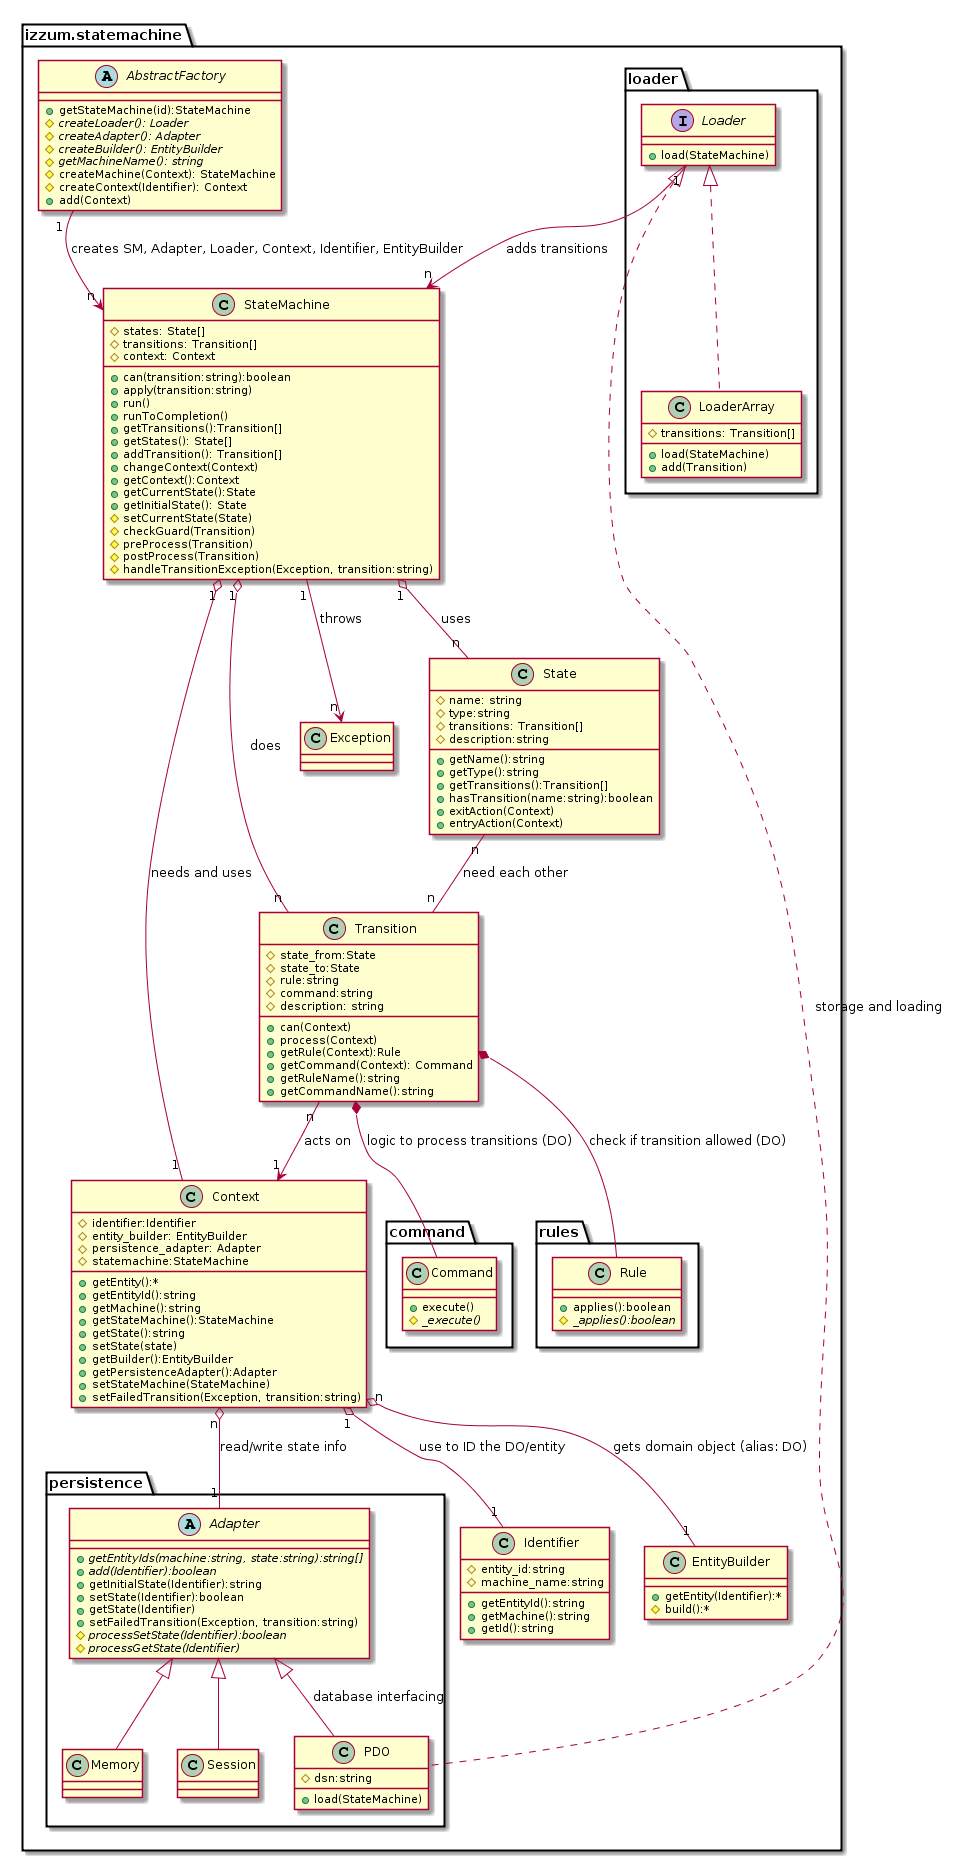 izzum.statemachine
A AbstractFactory
getStateMachine(id):StateMachine
createLoader(): Loader
createAdapter(): Adapter
createBuilder(): EntityBuilder
getMachineName(): string
createMachine(Context): StateMachine
createContext(Identifier): Context
add(Context)
loader
I Loader
load(StateMachine)
1
1
creates SM, Adapter, Loader, Context, Identifier, EntityBuilder
adds transitions
n
n
C StateMachine
states: State[]
transitions: Transition[]
context: Context
can(transition:string):boolean
apply(transition:string)
run()
runToCompletion()
getTransitions():Transition[]
getStates(): State[]
addTransition(): Transition[]
changeContext(Context)
getContext():Context
getCurrentState():State
getInitialState(): State
setCurrentState(State)
checkGuard(Transition)
preProcess(Transition)
postProcess(Transition)
handleTransitionException(Exception, transition:string)
C LoaderArray
transitions: Transition[]
load(StateMachine)
add(Transition)
1
1
1
1
throws
uses
n
n
C State
name: string
type:string
transitions: Transition[]
description:string
getName():string
getType():string
getTransitions():Transition[]
hasTransition(name:string):boolean
exitAction(Context)
entryAction(Context)
C Exception
does
n
needs and uses
need each other
n
n
C Transition
state_from:State
state_to:State
rule:string
command:string
description: string
can(Context)
process(Context)
getRule(Context):Rule
getCommand(Context): Command
getRuleName():string
getCommandName():string
storage and loading
n
acts on
logic to process transitions (DO)
check if transition allowed (DO)
1
1
C Context
identifier:Identifier
entity_builder: EntityBuilder
persistence_adapter: Adapter
statemachine:StateMachine
getEntity():*
getEntityId():string
getMachine():string
getStateMachine():StateMachine
getState():string
setState(state)
getBuilder():EntityBuilder
getPersistenceAdapter():Adapter
setStateMachine(StateMachine)
setFailedTransition(Exception, transition:string)
command
C Command
execute()
_execute()
rules
C Rule
applies():boolean
_applies():boolean
n
n
1
read/write state info
use to ID the DO/entity
gets domain object (alias: DO)
persistence
1
1
1
A Adapter
getEntityIds(machine:string, state:string):string[]
add(Identifier):boolean
getInitialState(Identifier):string
setState(Identifier):boolean
getState(Identifier)
setFailedTransition(Exception, transition:string)
processSetState(Identifier):boolean
processGetState(Identifier)
C Identifier
entity_id:string
machine_name:string
getEntityId():string
getMachine():string
getId():string
C EntityBuilder
getEntity(Identifier):*
build():*
database interfacing
C Memory
C Session
C PDO
dsn:string
load(StateMachine)